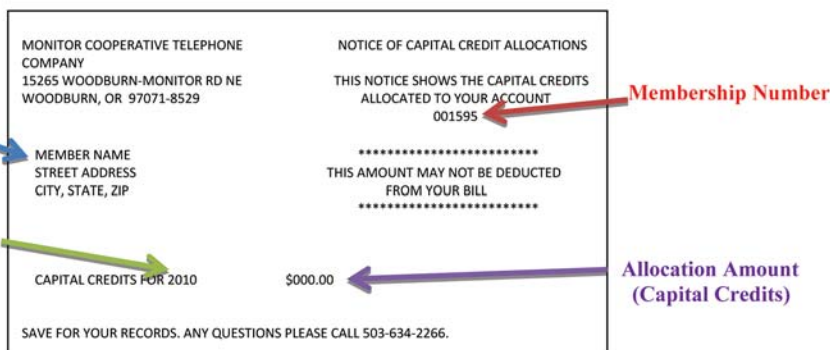 MONITOR COOPERATIVE TELEPHONE
COMPANY
15265 WOODBURN-MONITOR RD NE
WOODBURN, OR 97071-8529
NOTICE OF CAPITAL CREDIT ALLOCATIONS
THIS NOTICE SHOWS THE CAPITAL CREDITS
ALLOCATED TO YOUR ACCOUNT
001595
Membership Number
MEMBER NAME
STREET ADDRESS
CITY, STATE, ZIP
*************************
THIS AMOUNT MAY NOT BE DEDUCTED
FROM YOUR BILL
*************************
CAPITAL CREDITS FOR 2010 $000.00
Allocation Amount
(Capital Credits)
SAVE FOR YOUR RECORDS. ANY QUESTIONS PLEASE CALL 503-634-2266.